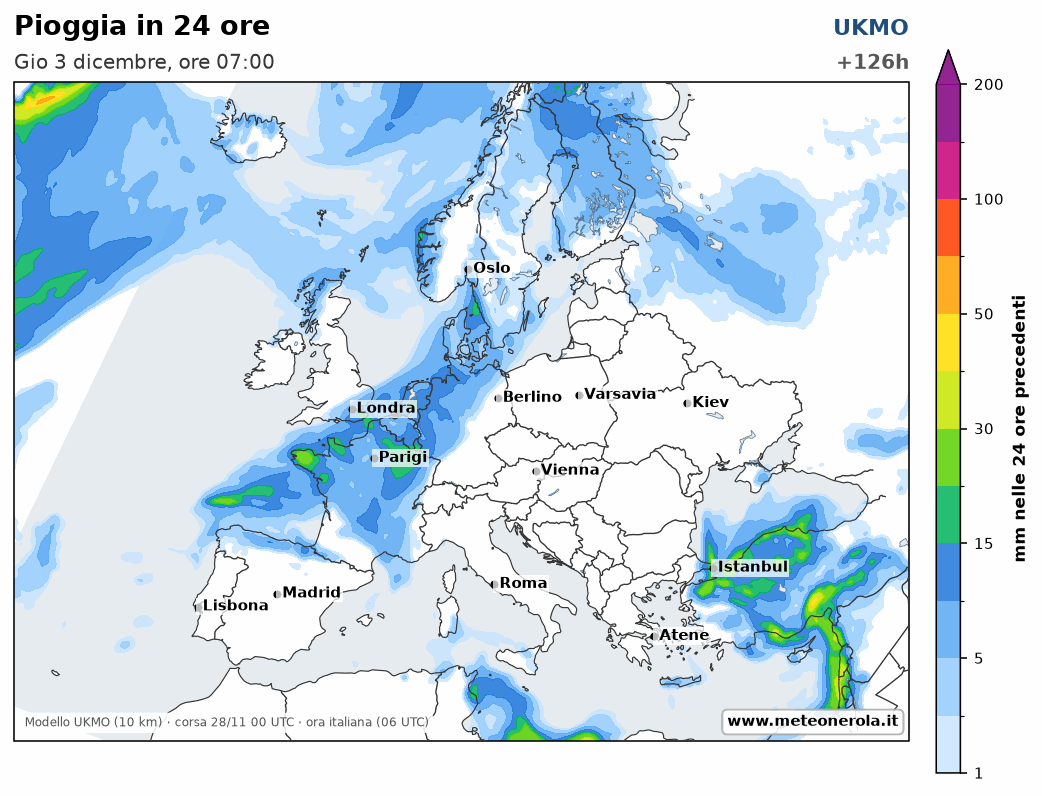 Pioggia in 24 ore
UKMO
Gio 3 dicembre, ore 07:00
+126h
200
100
50
30
15
5
1
mm nelle 24 ore precedenti
Oslo
Berlino
Varsavia
Kiev
Londra
Parigi
Vienna
Istanbul
Roma
Madrid
Lisbona
Atene
Modello UKMO (10 km) · corsa 28/11 00 UTC · ora italiana (06 UTC)
www.meteonerola.it